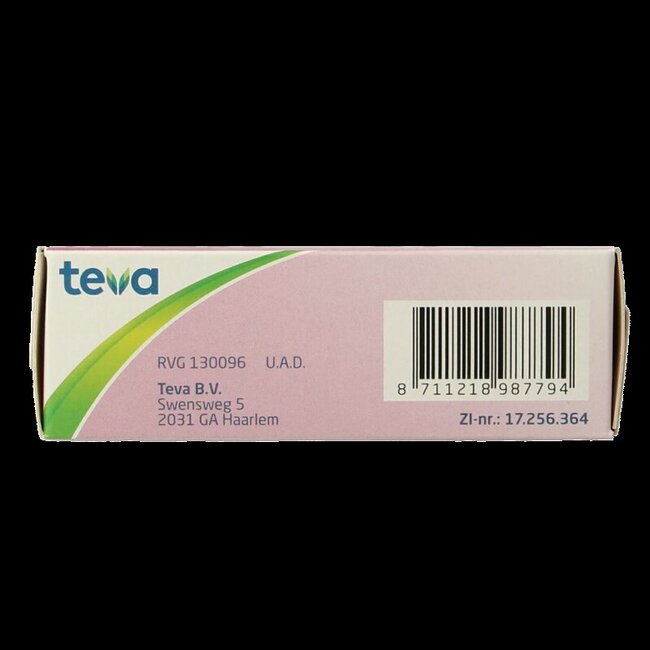 teva
RVG 130096 U.A.D.
Teva B.V.
Swensweg 5
2031 GA Haarlem
8 711218 987794
ZI-nr.: 17.256.364